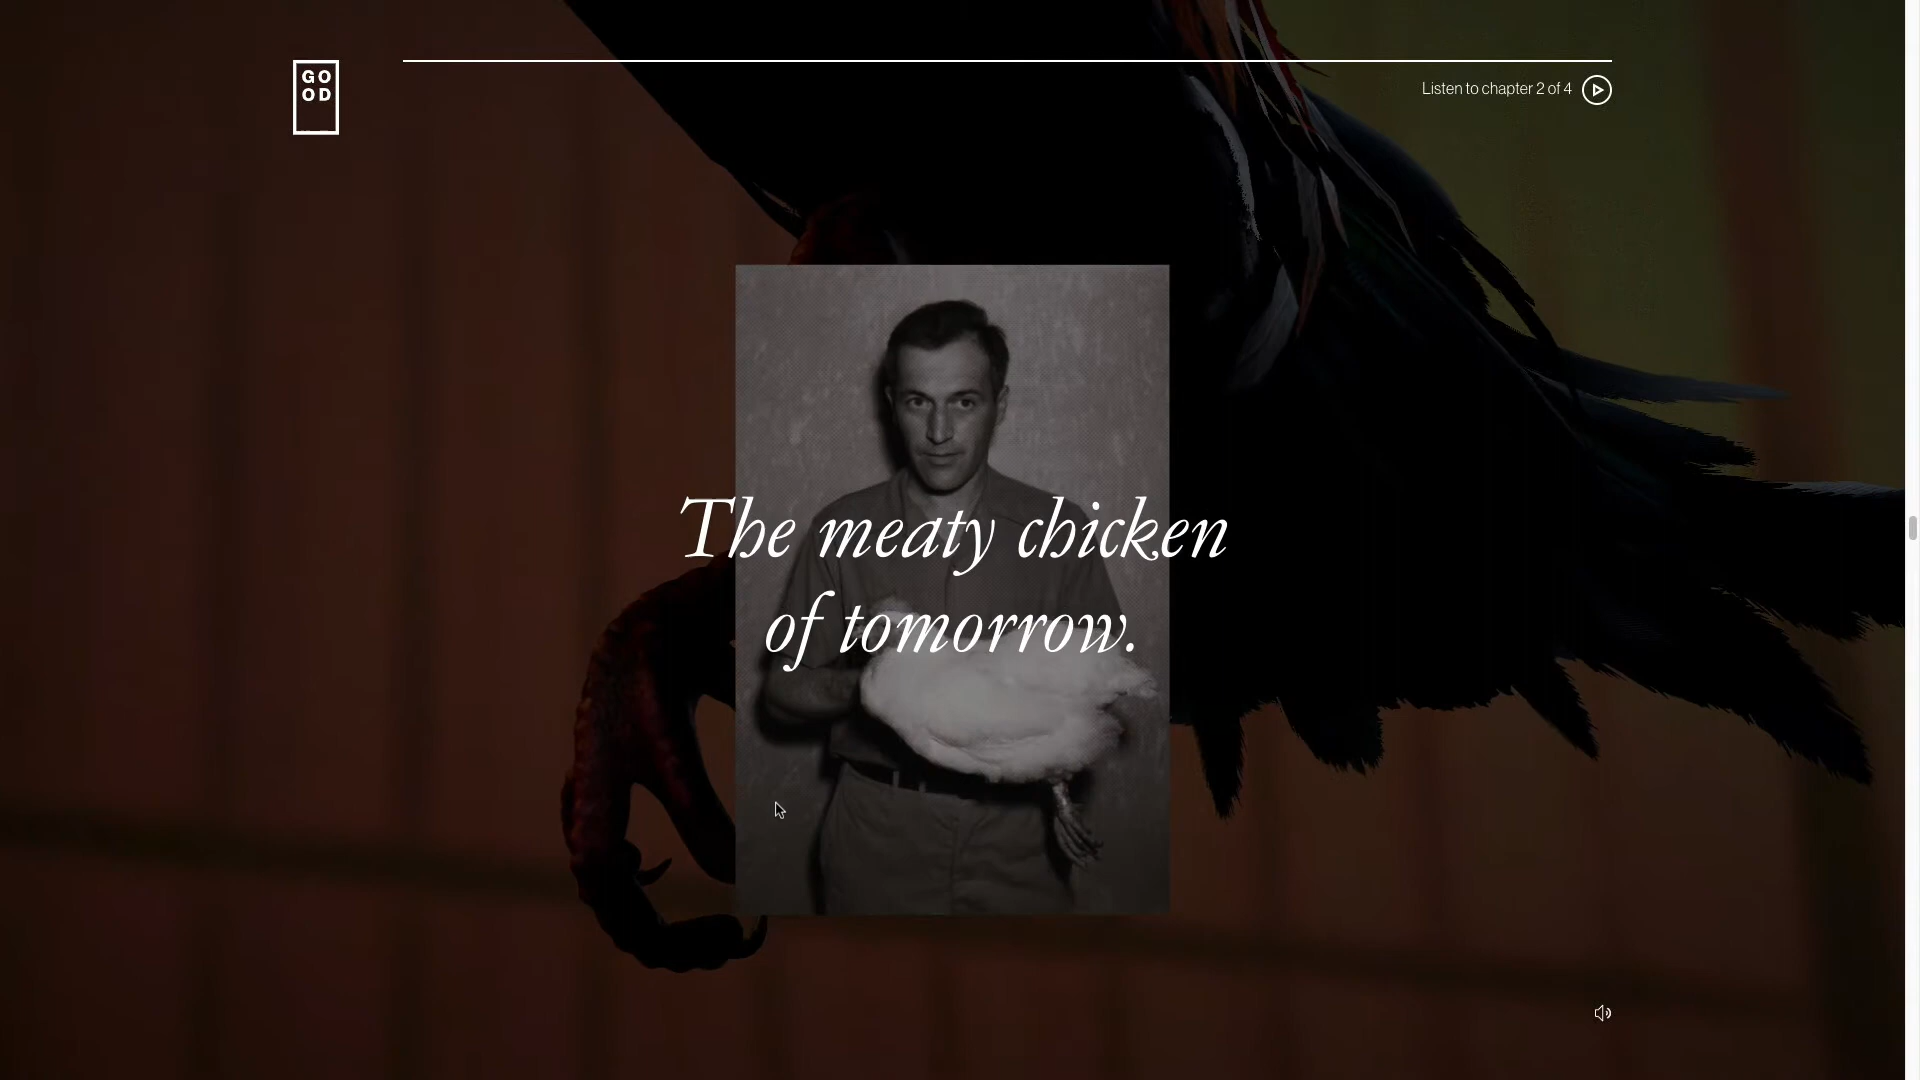 GO
OD
Listen to chapter 2 of 4
The meaty chicken
of tomorrow.